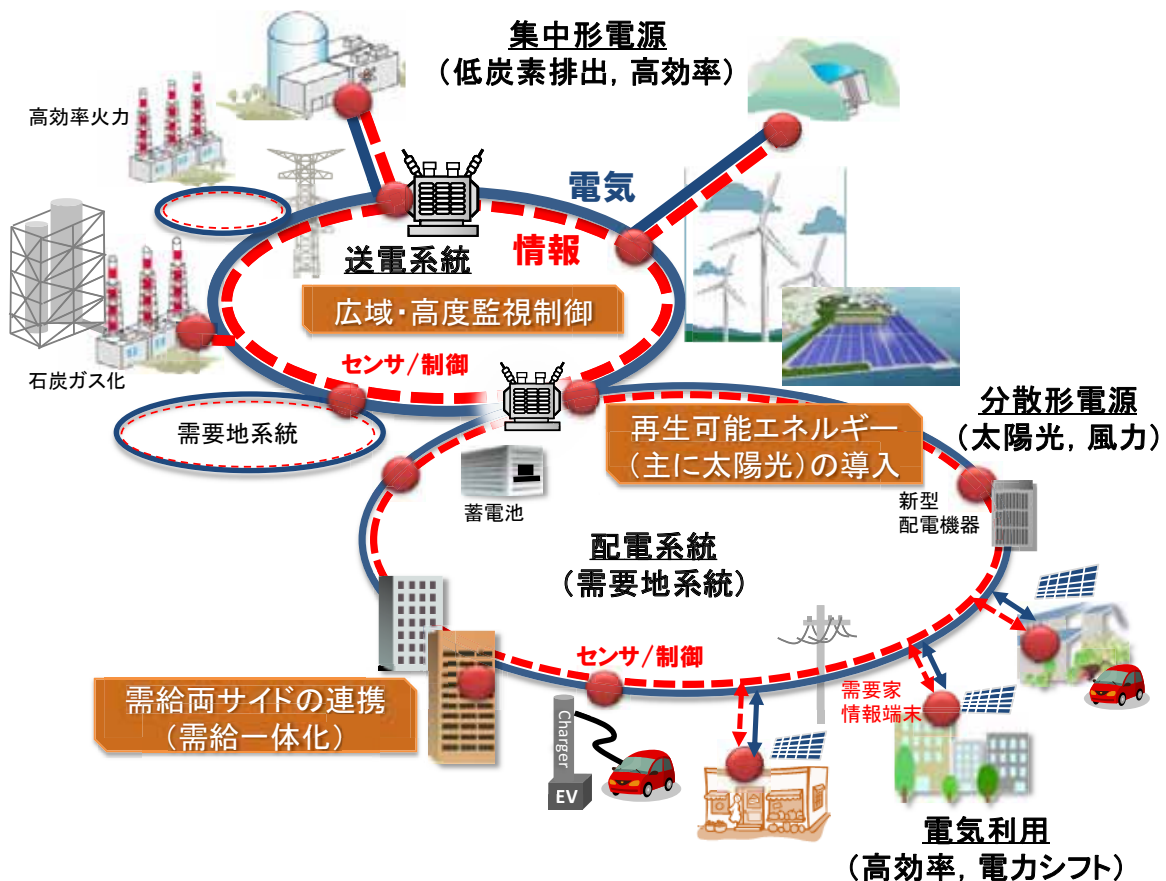 集中形電源
(低炭素排出, 高効率)
高効率火力
電気
情報
送電系統
広域・高度監視制御
センサ/制御
石炭ガス化
需要地系統
再生可能エネルギー
(主に太陽光)の導入
分散形電源
(太陽光, 風力)
蓄電池
新型
配電機器
配電系統
(需要地系統)
センサ/制御
需給両サイドの連携
(需給一体化)
需要家
情報端末
Charger
EV
電気利用
(高効率, 電力シフト)